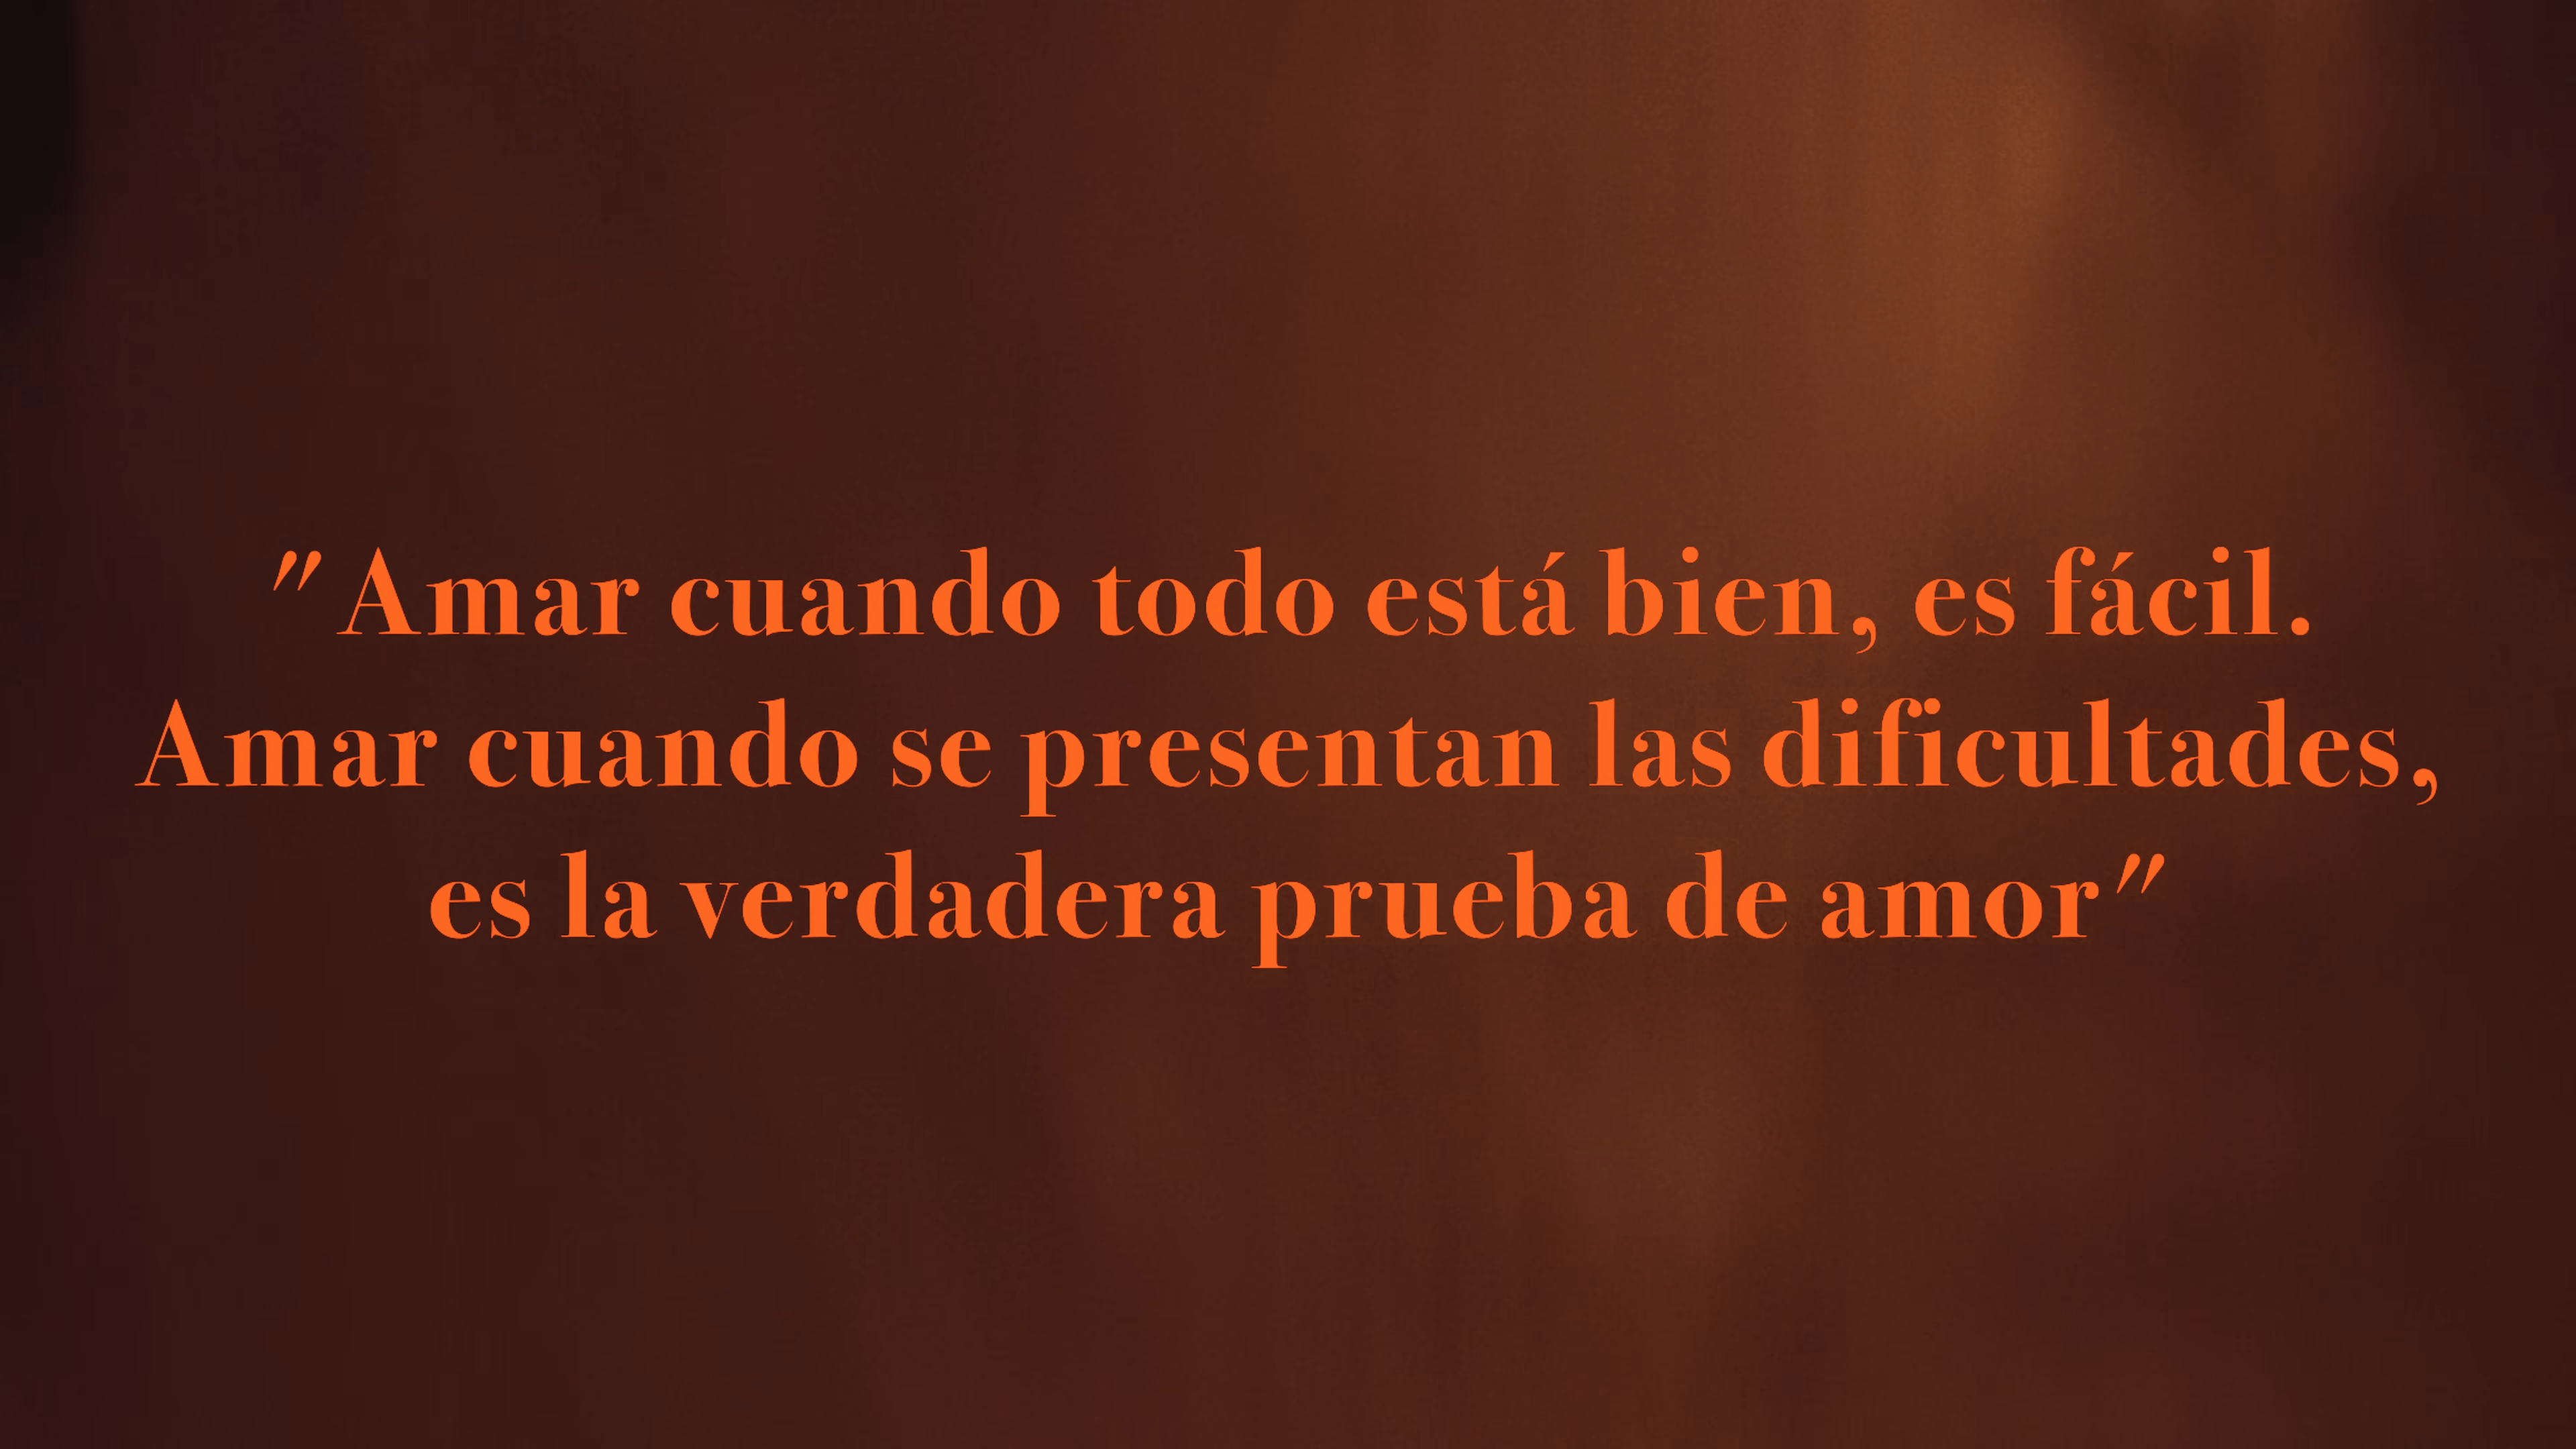 "Amar cuando todo está bien, es fácil.
Amar cuando se presentan las dificultades,
es la verdadera prueba de amor"